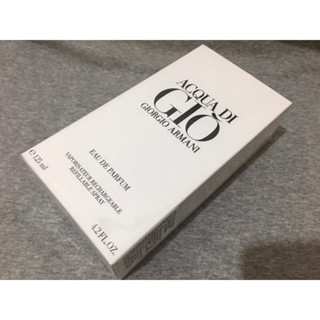 ACQUA DI
GIÒ
GIORGIO ARMANI
EAU DE PARFUM
VAPORISATEUR RECHARGEABLE
REFILLABLE SPRAY
℮ 125 ml
4.2 FL.OZ.